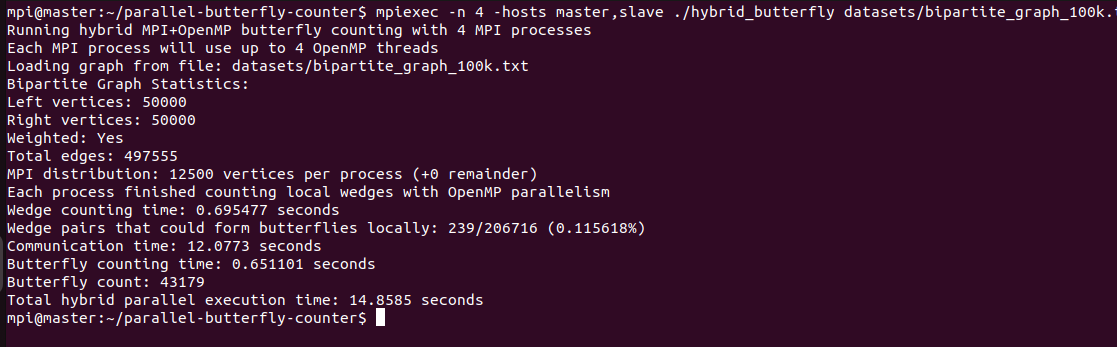 mpi@master:~/parallel-butterfly-counter$ mpiexec -n 4 -hosts master,slave ./hybrid_butterfly datasets/bipartite_graph_100k.
Running hybrid MPI+OpenMP butterfly counting with 4 MPI processes
Each MPI process will use up to 4 OpenMP threads
Loading graph from file: datasets/bipartite_graph_100k.txt
Bipartite Graph Statistics:
Left vertices: 50000
Right vertices: 50000
Weighted: Yes
Total edges: 497555
MPI distribution: 12500 vertices per process (+0 remainder)
Each process finished counting local wedges with OpenMP parallelism
Wedge counting time: 0.695477 seconds
Wedge pairs that could form butterflies locally: 239/206716 (0.115618%)
Communication time: 12.0773 seconds
Butterfly counting time: 0.651101 seconds
Butterfly count: 43179
Total hybrid parallel execution time: 14.8585 seconds
mpi@master:~/parallel-butterfly-counter$